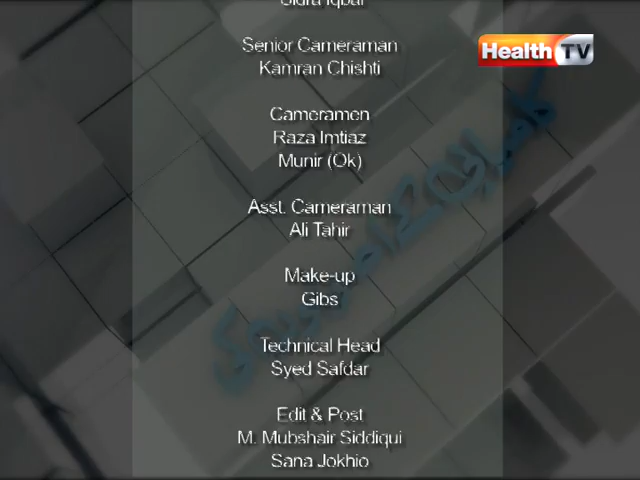 Health TV
Senior Cameraman
Kamran Chishti
Cameramen
Raza Imtiaz
Munir (Ok)
Asst. Cameraman
Ali Tahir
Make-up
Gibs
Technical Head
Syed Safdar
Edit & Post
M. Mubshair Siddiqui
Sana Jokhio